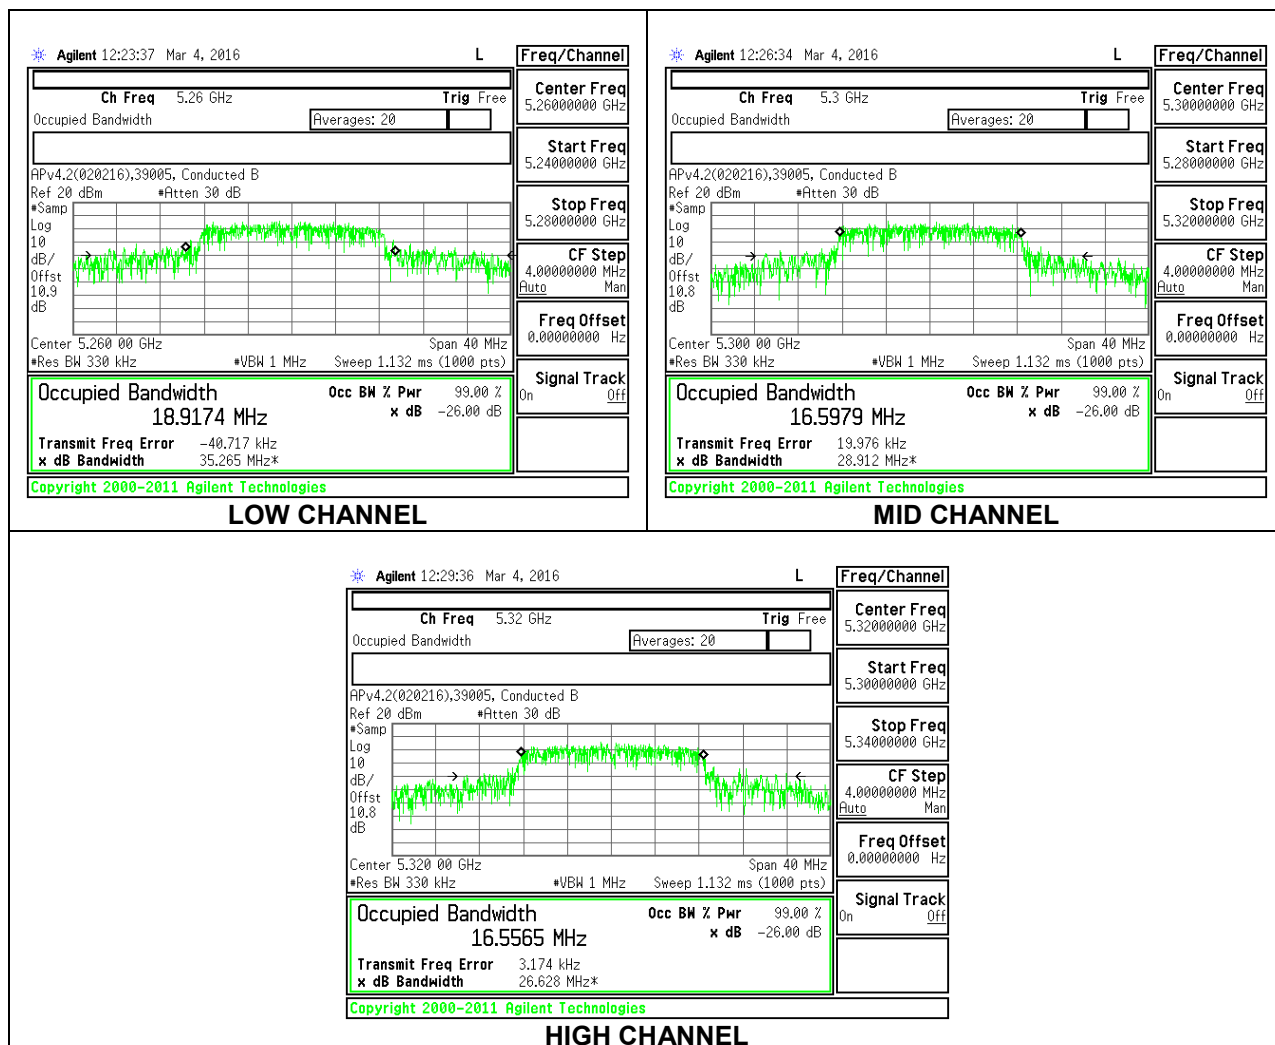 Agilent 12:23:37 Mar 4, 2016 L Freq/Channel
Ch Freq 5.26 GHz Trig Free
Occupied Bandwidth Averages: 20
APv4.2(020216),39005, Conducted B
Ref 20 dBm #Atten 30 dB
#Samp
Log
10
dB/
Offst
10.9
dB
Center 5.260 00 GHz Span 40 MHz
#Res BW 330 kHz #VBW 1 MHz Sweep 1.132 ms (1000 pts)
Occupied Bandwidth Occ BW % Pwr 99.00 %
18.9174 MHz x dB -26.00 dB
Transmit Freq Error -40.717 kHz
x dB Bandwidth 35.265 MHz*
Copyright 2000-2011 Agilent Technologies
Center Freq
5.26000000 GHz
Start Freq
5.24000000 GHz
Stop Freq
5.28000000 GHz
CF Step
4.00000000 MHz
Auto Man
Freq Offset
0.00000000 Hz
Signal Track
On Off
LOW CHANNEL
Agilent 12:26:34 Mar 4, 2016 L Freq/Channel
Ch Freq 5.3 GHz Trig Free
Occupied Bandwidth Averages: 20
APv4.2(020216),39005, Conducted B
Ref 20 dBm #Atten 30 dB
#Samp
Log
10
dB/
Offst
10.8
dB
Center 5.300 00 GHz Span 40 MHz
#Res BW 330 kHz #VBW 1 MHz Sweep 1.132 ms (1000 pts)
Occupied Bandwidth Occ BW % Pwr 99.00 %
16.5979 MHz x dB -26.00 dB
Transmit Freq Error 19.976 kHz
x dB Bandwidth 28.912 MHz*
Copyright 2000-2011 Agilent Technologies
Center Freq
5.30000000 GHz
Start Freq
5.28000000 GHz
Stop Freq
5.32000000 GHz
CF Step
4.00000000 MHz
Auto Man
Freq Offset
0.00000000 Hz
Signal Track
On Off
MID CHANNEL
Agilent 12:29:36 Mar 4, 2016 L Freq/Channel
Ch Freq 5.32 GHz Trig Free
Occupied Bandwidth Averages: 20
APv4.2(020216),39005, Conducted B
Ref 20 dBm #Atten 30 dB
#Samp
Log
10
dB/
Offst
10.8
dB
Center 5.320 00 GHz Span 40 MHz
#Res BW 330 kHz #VBW 1 MHz Sweep 1.132 ms (1000 pts)
Occupied Bandwidth Occ BW % Pwr 99.00 %
16.5565 MHz x dB -26.00 dB
Transmit Freq Error 3.174 kHz
x dB Bandwidth 26.628 MHz*
Copyright 2000-2011 Agilent Technologies
Center Freq
5.32000000 GHz
Start Freq
5.30000000 GHz
Stop Freq
5.34000000 GHz
CF Step
4.00000000 MHz
Auto Man
Freq Offset
0.00000000 Hz
Signal Track
On Off
HIGH CHANNEL